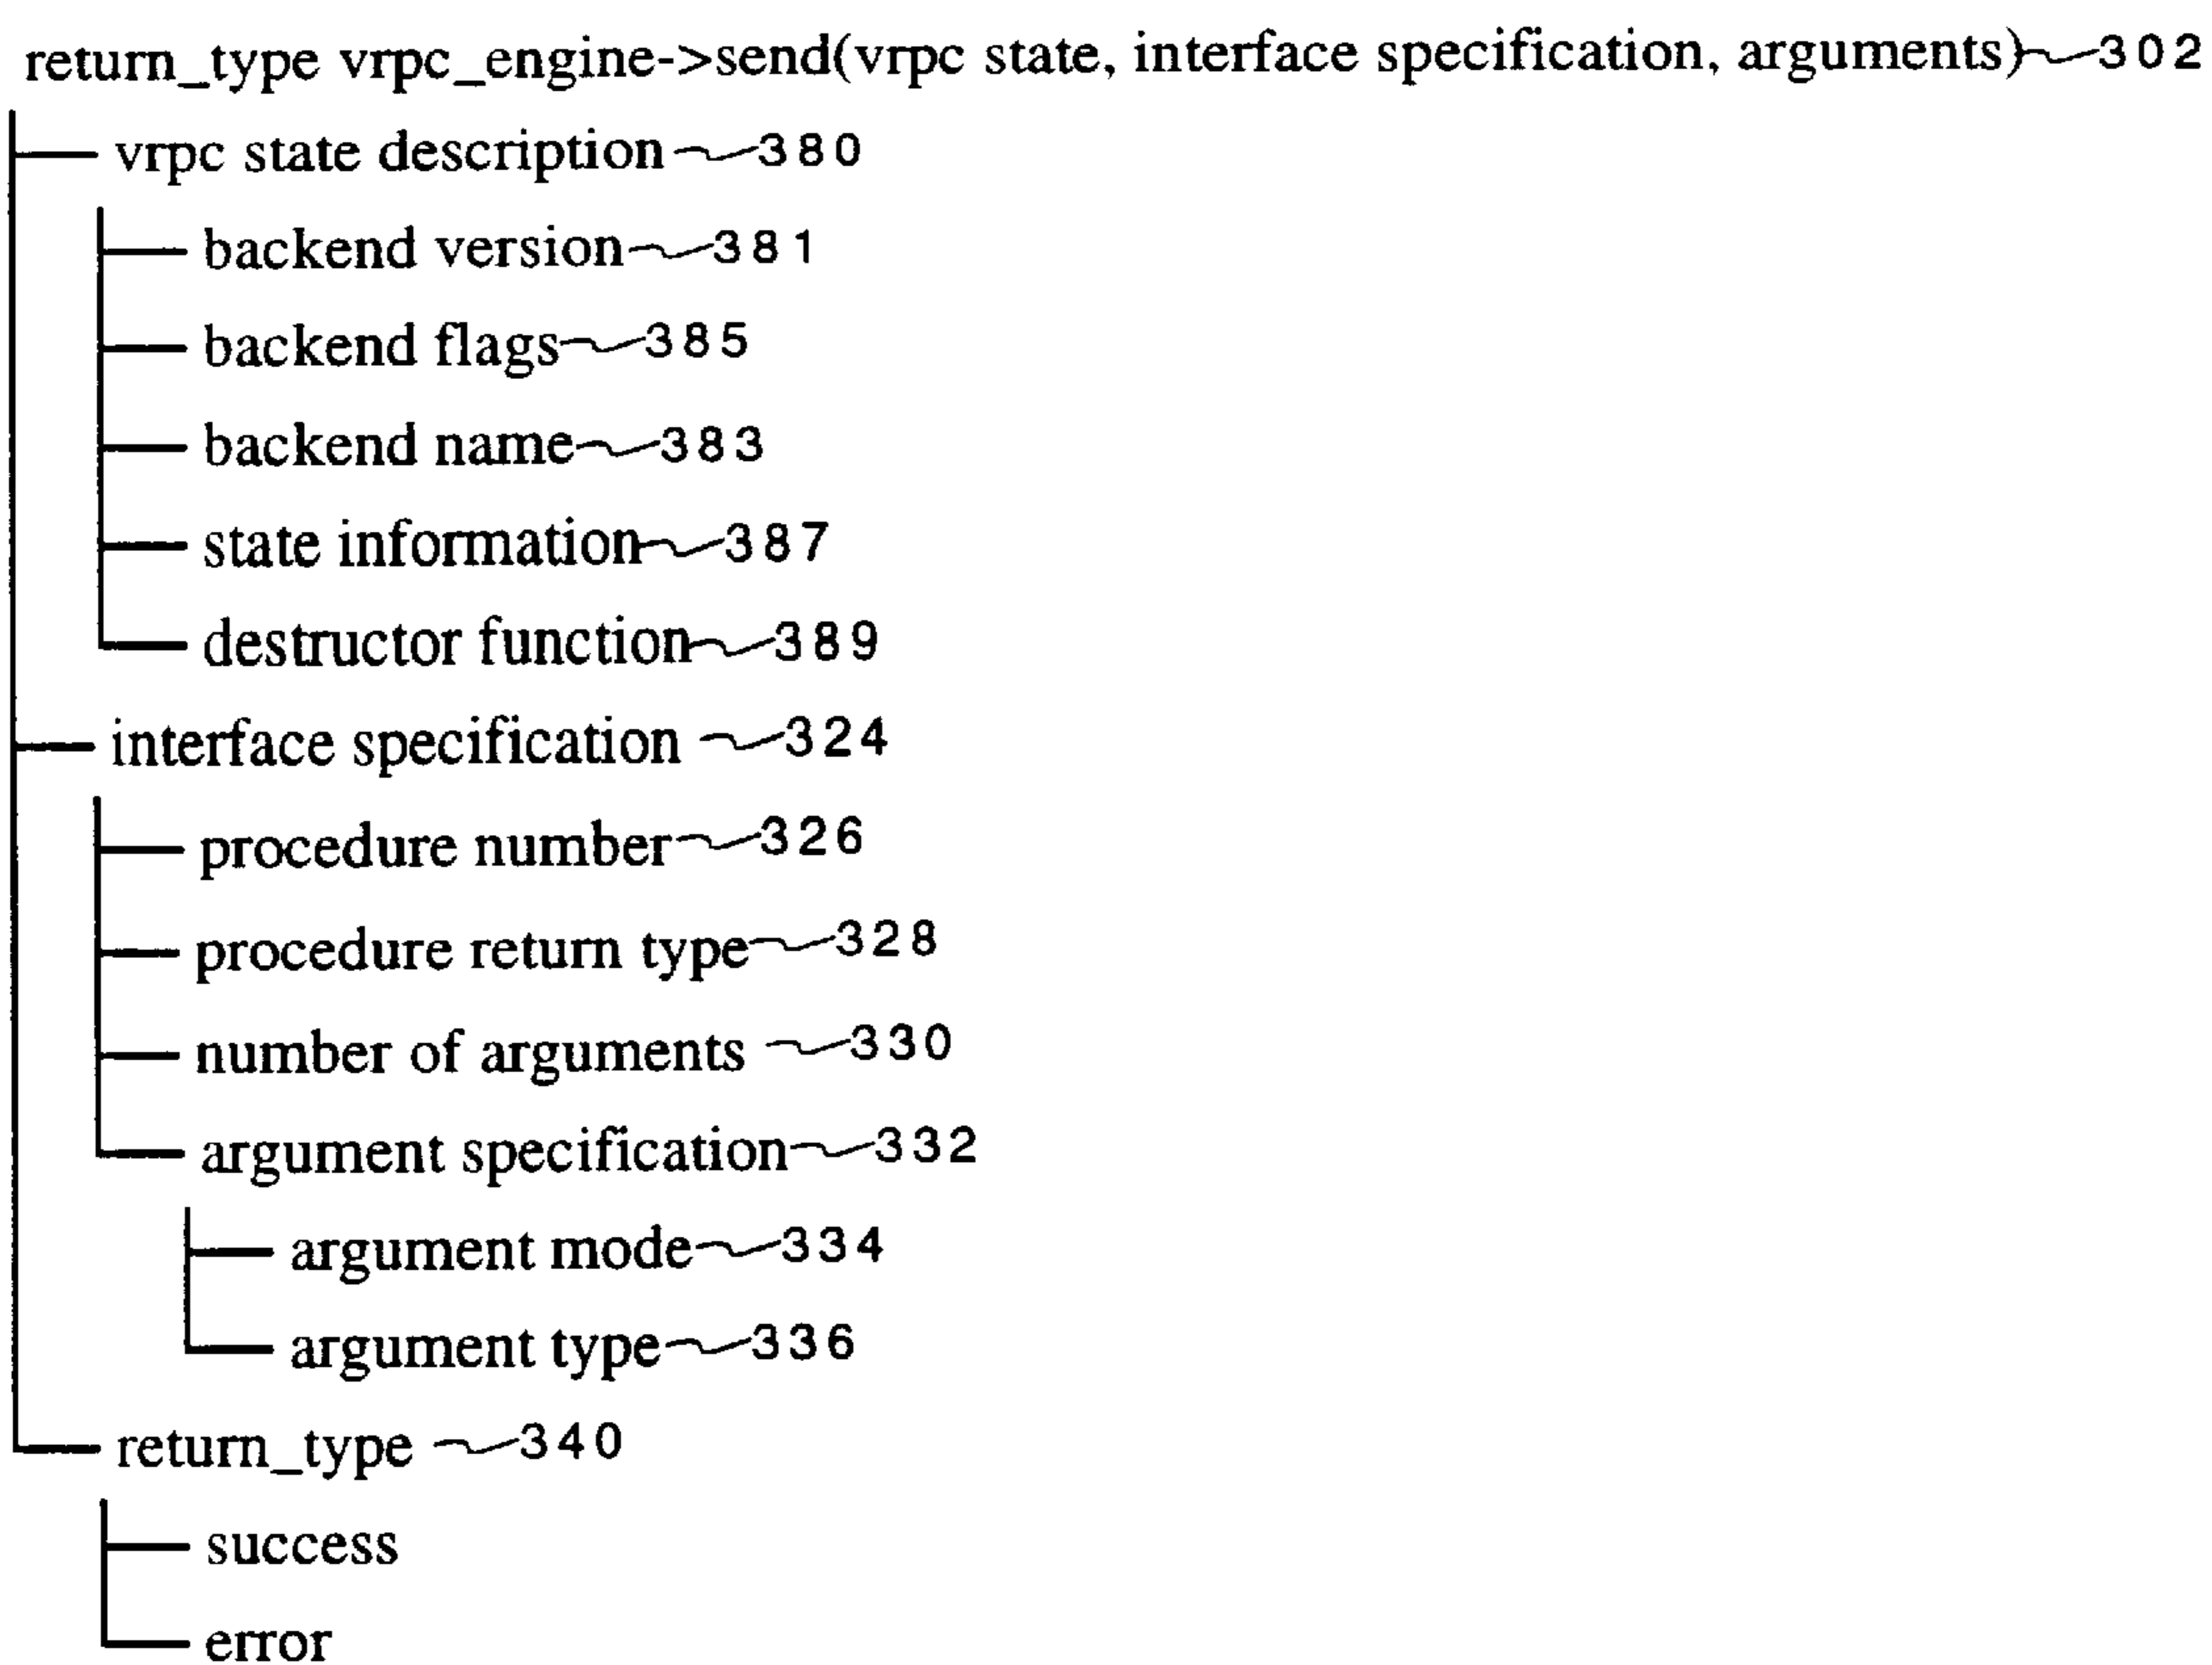 return_type vrpc_engine->send(vrpc state, interface specification, arguments) 302
vrpc state description 380
backend version 381
backend flags 385
backend name 383
state information 387
destructor function 389
interface specification 324
procedure number 326
procedure return type 328
number of arguments 330
argument specification 332
argument mode 334
argument type 336
return_type 340
success
error